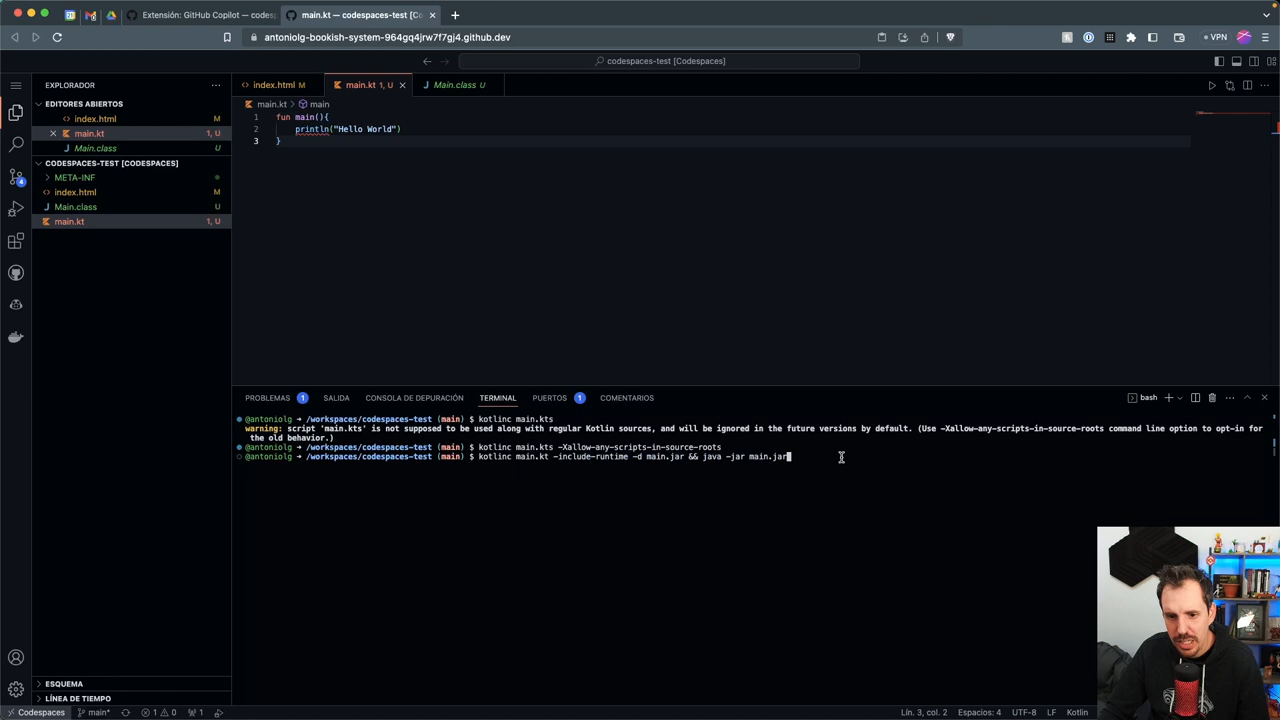 Extensión: GitHub Copilot — codes
main.kt — codespaces-test [Co
antoniolg-bookish-system-964gq4jrw7f7gj4.github.dev
VPN
codespaces-test [Codespaces]
EXPLORADOR
index.html M
main.kt 1, U
Main.class U
EDITORES ABIERTOS
main.kt > main
index.html M
main.kt 1, U
Main.class U
CODESPACES-TEST [CODESPACES]
META-INF
index.html M
Main.class U
main.kt 1, U
4
1 fun main(){
2 println("Hello World")
3 }
PROBLEMAS 1 SALIDA CONSOLA DE DEPURACIÓN TERMINAL PUERTOS 1 COMENTARIOS
bash
@antoniolg → /workspaces/codespaces-test (main) $ kotlinc main.kts
warning: script 'main.kts' is not supposed to be used along with regular Kotlin sources, and will be ignored in the future versions by default. (Use -Xallow-any-scripts-in-source-roots command line option to opt-in for
the old behavior.)
@antoniolg → /workspaces/codespaces-test (main) $ kotlinc main.kts -Xallow-any-scripts-in-source-roots
@antoniolg → /workspaces/codespaces-test (main) $ kotlinc main.kt -include-runtime -d main.jar && java -jar main.jar
ESQUEMA
LÍNEA DE TIEMPO
Codespaces main* 1 0 1 Lín. 3, col. 2 Espacios: 4 UTF-8 LF Kotlin